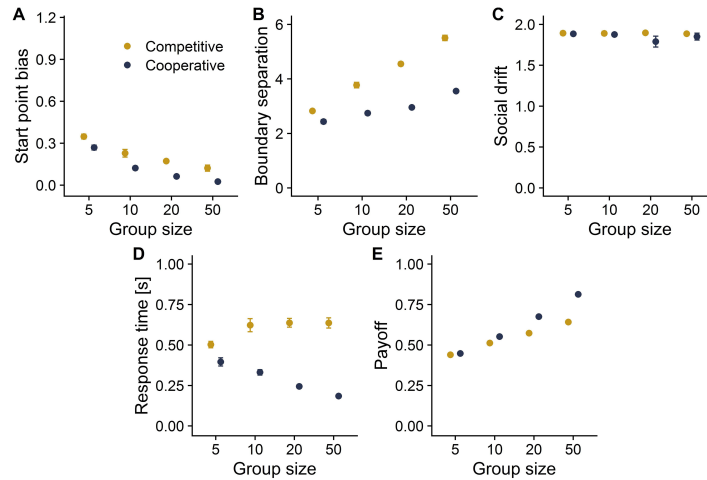 A
Start point bias
1.2
0.9
0.6
0.3
0.0
Competitive
Cooperative
5 10 20 50
Group size
B
Boundary separation
6
4
2
0
5 10 20 50
Group size
C
Social drift
2.0
1.5
1.0
0.5
0.0
5 10 20 50
Group size
D
Response time [s]
1.00
0.75
0.50
0.25
0.00
5 10 20 50
Group size
E
Payoff
1.00
0.75
0.50
0.25
0.00
5 10 20 50
Group size